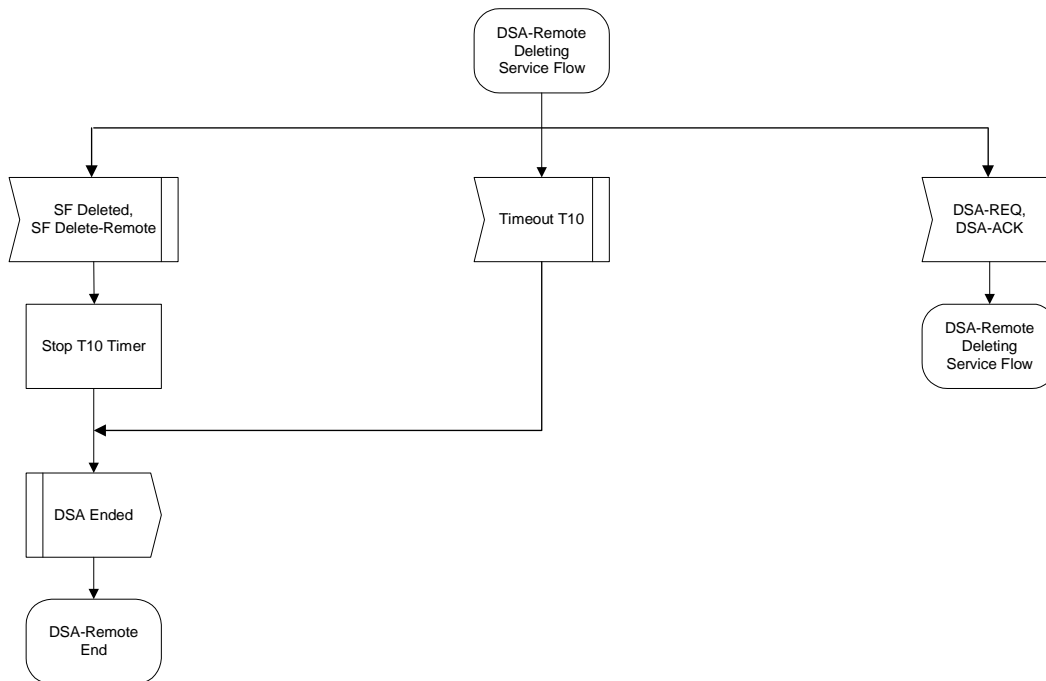 DSA-Remote
Deleting
Service Flow
SF Deleted,
SF Delete-Remote
Timeout T10
DSA-REQ,
DSA-ACK
Stop T10 Timer
DSA-Remote
Deleting
Service Flow
DSA Ended
DSA-Remote
End